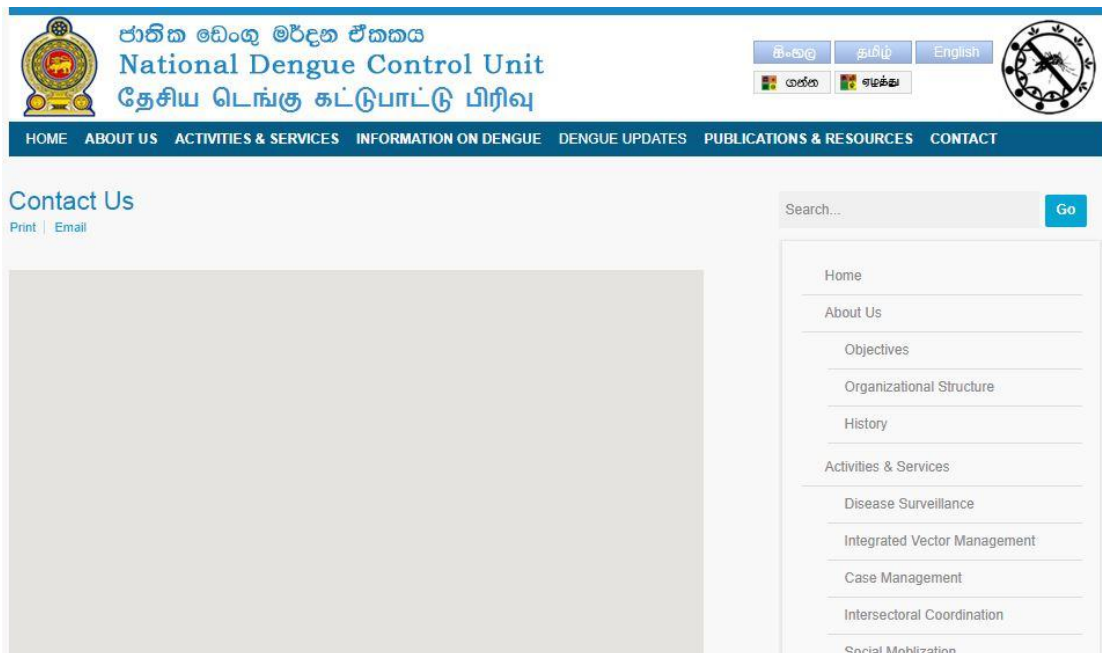 ජාතික ඩෙංගු මර්දන ඒකකය
National Dengue Control Unit
தேசிய டெங்கு கட்டுபாட்டு பிரிவு
සිංහල தமிழ் English
ගන්න எழுத்து
HOME ABOUT US ACTIVITIES & SERVICES INFORMATION ON DENGUE DENGUE UPDATES PUBLICATIONS & RESOURCES CONTACT
Contact Us
Print Email
Search... Go
Home
About Us
Objectives
Organizational Structure
History
Activities & Services
Disease Surveillance
Integrated Vector Management
Case Management
Intersectoral Coordination
Social Moblization